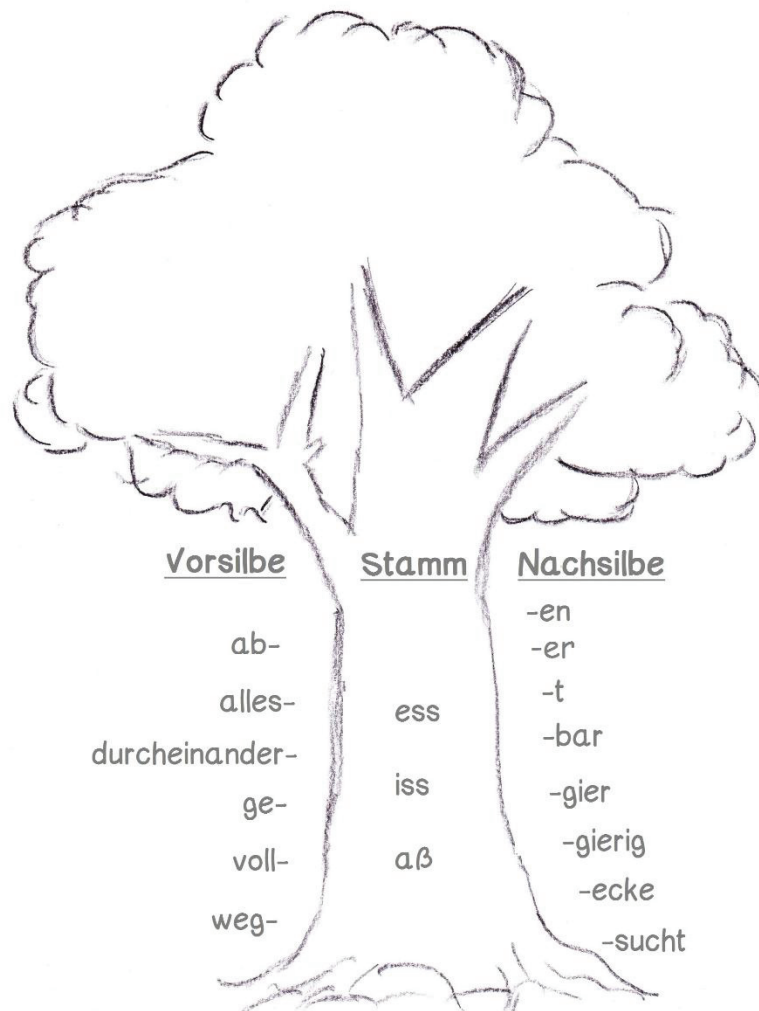 Vorsilbe
ab-
alles-
durcheinander-
ge-
voll-
weg-
Stamm
ess
iss
aß
Nachsilbe
-en
-er
-t
-bar
-gier
-gierig
-ecke
-sucht